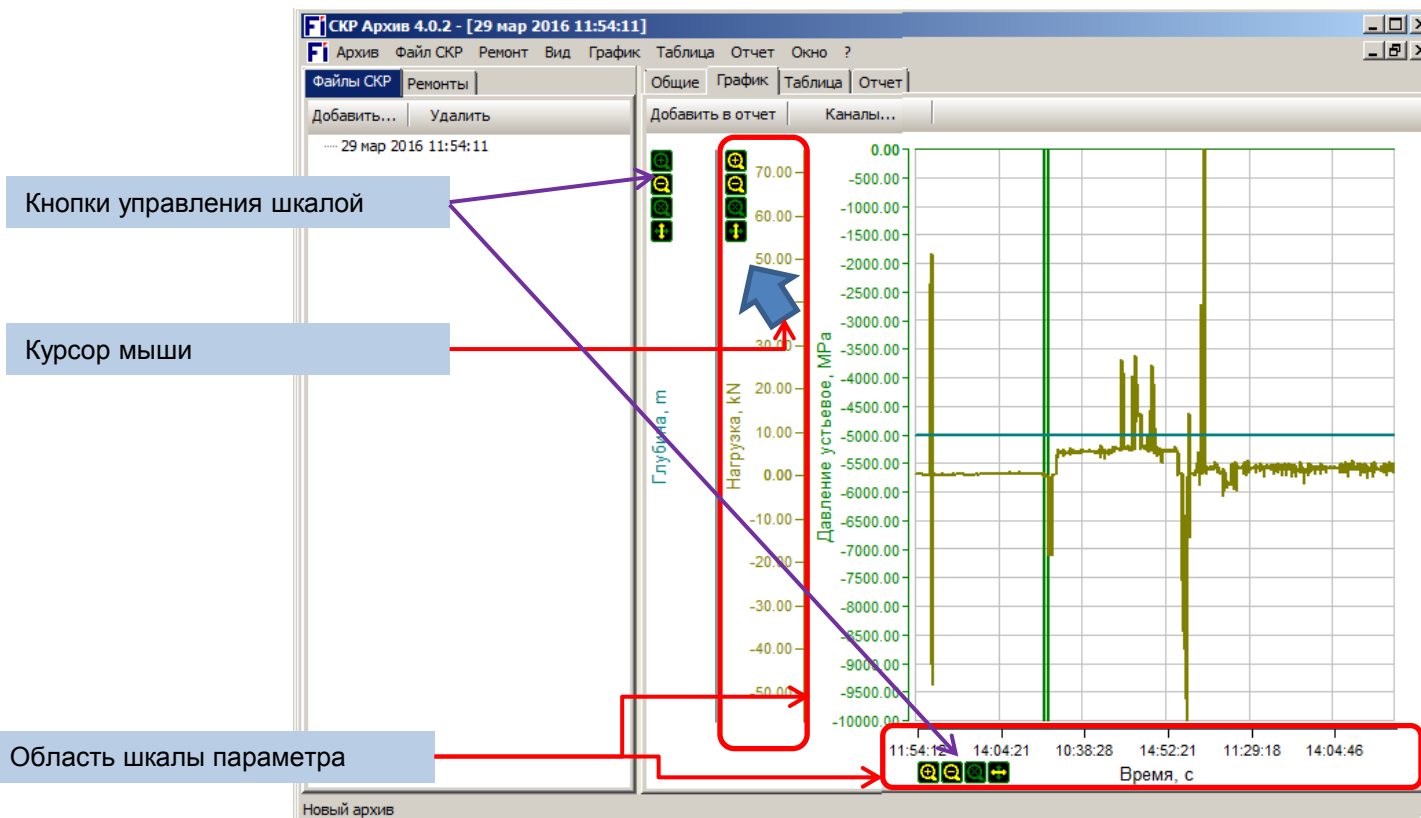 СКР Архив 4.0.2 - [29 мар 2016 11:54:11]
Архив Файл СКР Ремонт Вид График Таблица Отчет Окно ?
Файлы СКР Ремонты
Общие График Таблица Отчет
Добавить... Удалить
Добавить в отчет Каналы...
29 мар 2016 11:54:11
Кнопки управления шкалой
Курсор мыши
Область шкалы параметра
Глубина, m
Нагрузка, kN
70.00
60.00
50.00
30.00
20.00
10.00
0.00
-10.00
-20.00
-30.00
-40.00
-50.00
Давление устьевое, MPa
0.00
-500.00
-1000.00
-1500.00
-2000.00
-2500.00
-3000.00
-3500.00
-4000.00
-4500.00
-5000.00
-5500.00
-6000.00
-6500.00
-7000.00
-7500.00
-8000.00
-8500.00
-9000.00
-9500.00
-10000.00
11:54:12 14:04:21 10:38:28 14:52:21 11:29:18 14:04:46
Время, с
Новый архив